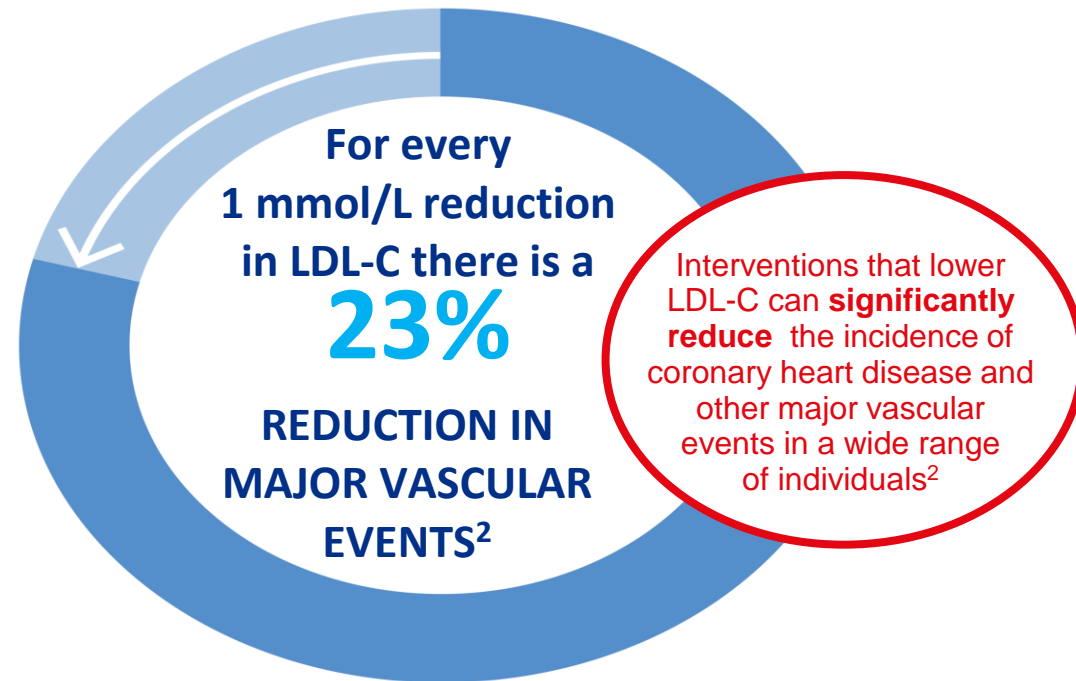 For every
1 mmol/L reduction
in LDL-C there is a
23%
REDUCTION IN
MAJOR VASCULAR
EVENTS²
Interventions that lower
LDL-C can significantly
reduce the incidence of
coronary heart disease and
other major vascular
events in a wide range
of individuals²